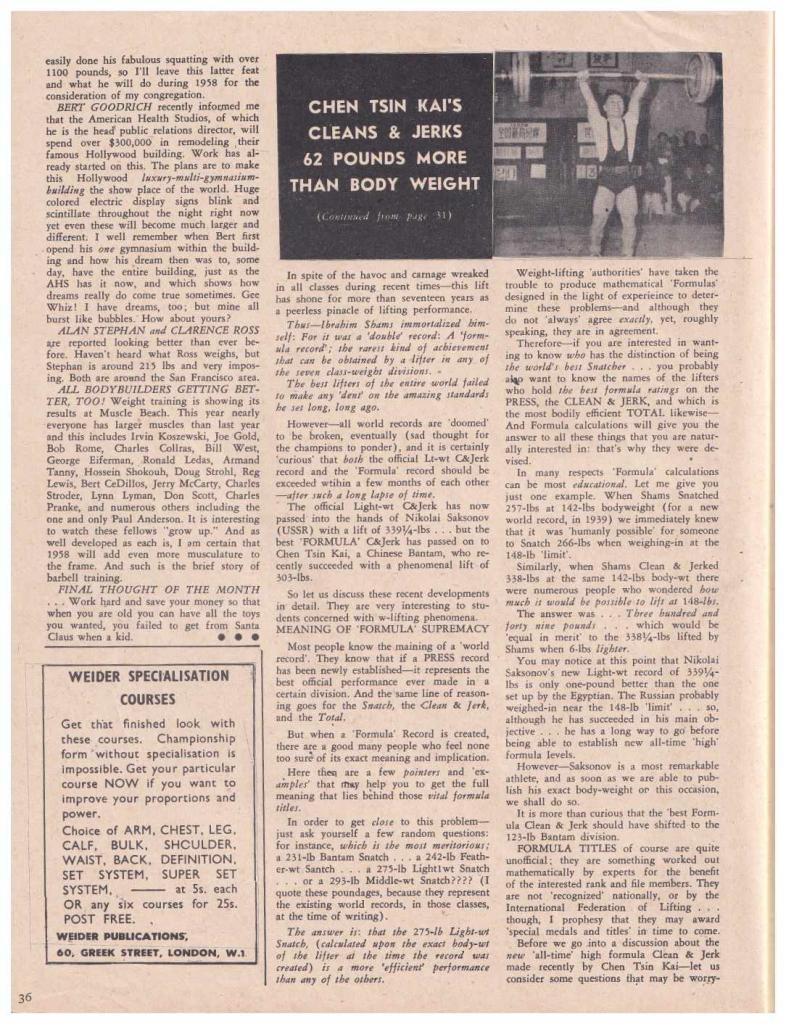 easily done his fabulous squatting with over
1100 pounds, so I'll leave this latter feat
and what he will do during 1958 for the
consideration of my congregation.
BERT GOODRICH recently informed me
that the American Health Studios, of which
he is the head public relations director, will
spend over $300,000 in remodeling their
famous Hollywood building. Work has al-
ready started on this. The plans are to make
this Hollywood luxury-multi-gymnasium-
building the show place of the world. Huge
colored electric display signs blink and
scintillate throughout the night right now
yet even these will become much larger and
different. I well remember when Bert first
opend his one gymnasium within the build-
ing and how his dream then was to, some
day, have the entire building, just as the
AHS has it now, and which shows how
dreams really do come true sometimes. Gee
Whiz! I have dreams, too; but mine all
burst like bubbles. How about yours?
ALAN STEPHAN and CLARENCE ROSS
are reported looking better than ever be-
fore. Haven't heard what Ross weighs, but
Stephan is around 215 lbs and very impos-
ing. Both are around the San Francisco area.
ALL BODYBUILDERS GETTING BET-
TER, TOO! Weight training is showing its
results at Muscle Beach. This year nearly
everyone has larger muscles than last year
and this includes Irvin Koszewski, Joe Gold,
Bob Rome, Charles Collras, Bill West,
George Eiferman, Ronald Ledas, Armand
Tanny, Hossein Shokouh, Doug Strohl, Reg
Lewis, Bert CeDillos, Jerry McCarty, Charles
Stroder, Lynn Lyman, Don Scott, Charles
Pranke, and numerous others including the
one and only Paul Anderson. It is interesting
to watch these fellows "grow up." And as
well developed as each is, I am certain that
1958 will add even more musculature to
the frame. And such is the brief story of
barbell training.
FINAL THOUGHT OF THE MONTH
. . . Work hard and save your money so that
when you are old you can have all the toys
you wanted, you failed to get from Santa
Claus when a kid. ● ● ●
WEIDER SPECIALISATION
COURSES
Get that finished look with
these courses. Championship
form without specialisation is
impossible. Get your particular
course NOW if you want to
improve your proportions and
power.
Choice of ARM, CHEST, LEG,
CALF, BULK, SHOULDER,
WAIST, BACK, DEFINITION,
SET SYSTEM, SUPER SET
SYSTEM, —— at 5s. each
OR any six courses for 25s.
POST FREE.
WEIDER PUBLICATIONS,
60, GREEK STREET, LONDON, W.1
36
CHEN TSIN KAI'S
CLEANS & JERKS
62 POUNDS MORE
THAN BODY WEIGHT
(Continued from page 31)
In spite of the havoc and carnage wreaked
in all classes during recent times—this lift
has shone for more than seventeen years as
a peerless pinacle of lifting performance.
Thus—Ibrahim Shams immortalized him-
self: For it was a 'double' record: A 'form-
ula record'; the rarest kind of achievement
that can be obtained by a lifter in any of
the seven class-weight divisions.
The best lifters of the entire world failed
to make any 'dent' on the amazing standards
he set long, long ago.
However—all world records are 'doomed'
to be broken, eventually (sad thought for
the champions to ponder), and it is certainly
'curious' that both the official Lt-wt C&Jerk
record and the 'Formula' record should be
exceeded wtihin a few months of each other
—after such a long lapse of time.
The official Light-wt C&Jerk has now
passed into the hands of Nikolai Saksonov
(USSR) with a lift of 339¼-lbs . . . but the
best 'FORMULA' C&Jerk has passed on to
Chen Tsin Kai, a Chinese Bantam, who re-
cently succeeded with a phenomenal lift of
303-lbs.
So let us discuss these recent developments
in detail. They are very interesting to stu-
dents concerned with w-lifting phenomena.
MEANING OF 'FORMULA' SUPREMACY
Most people know the maining of a 'world
record'. They know that if a PRESS record
has been newly established—it represents the
best official performance ever made in a
certain division. And the same line of reason-
ing goes for the Snatch, the Clean & Jerk,
and the Total.
But when a 'Formula' Record is created,
there are a good many people who feel none
too sure of its exact meaning and implication.
Here then are a few pointers and 'ex-
amples' that may help you to get the full
meaning that lies behind those vital formula
titles.
In order to get close to this problem—
just ask yourself a few random questions:
for instance, which is the most meritorious;
a 231-lb Bantam Snatch . . . a 242-lb Feath-
er-wt Santch . . . a 275-lb Light1wt Snatch
. . . or a 293-lb Middle-wt Snatch???? (I
quote these poundages, because they represent
the existing world records, in those classes,
at the time of writing).
The answer is: that the 275-lb Light-wt
Snatch, (calculated upon the exact body-wt
of the lifter at the time the record was
created) is a more 'efficient' performance
than any of the others.
Weight-lifting 'authorities' have taken the
trouble to produce mathematical 'Formulas'
designed in the light of experieince to deter-
mine these problems—and although they
do not 'always' agree exactly, yet, roughly
speaking, they are in agreement.
Therefore—if you are interested in want-
ing to know who has the distinction of being
the world's best Snatcher . . . you probably
also want to know the names of the lifters
who hold the best formula ratings on the
PRESS, the CLEAN & JERK, and which is
the most bodily efficient TOTAL likewise—
And Formula calculations will give you the
answer to all these things that you are natur-
ally interested in: that's why they were de-
vised.
In many respects 'Formula' calculations
can be most educational. Let me give you
just one example. When Shams Snatched
257-lbs at 142-lbs bodyweight (for a new
world record, in 1939) we immediately knew
that it was 'humanly possible' for someone
to Snatch 266-lbs when weighing-in at the
148-lb 'limit'.
Similarly, when Shams Clean & Jerked
338-lbs at the same 142-lbs body-wt there
were numerous people who wondered how
much it would be possible to lift at 148-lbs.
The answer was . . . Three hundred and
forty nine pounds . . . which would be
'equal in merit' to the 338¼-lbs lifted by
Shams when 6-lbs lighter.
You may notice at this point that Nikolai
Saksonov's new Light-wt record of 339¼-
lbs is only one-pound better than the one
set up by the Egyptian. The Russian probably
weighed-in near the 148-lb 'limit' . . . so,
although he has succeeded in his main ob-
jective . . . he has a long way to go before
being able to establish new all-time 'high'
formula levels.
However—Saksonov is a most remarkable
athlete, and as soon as we are able to pub-
lish his exact body-weight or this occasion,
we shall do so.
It is more than curious that the 'best Form-
ula Clean & Jerk should have shifted to the
123-lb Bantam division.
FORMULA TITLES of course are quite
unofficial; they are something worked out
mathematically by experts for the benefit
of the interested rank and file members. They
are not 'recognized' nationally, or by the
International Federation of Lifting . . .
though, I prophesy that they may award
'special medals and titles' in time to come.
Before we go into a discussion about the
new 'all-time' high formula Clean & Jerk
made recently by Chen Tsin Kai—let us
consider some questions that may be worry-